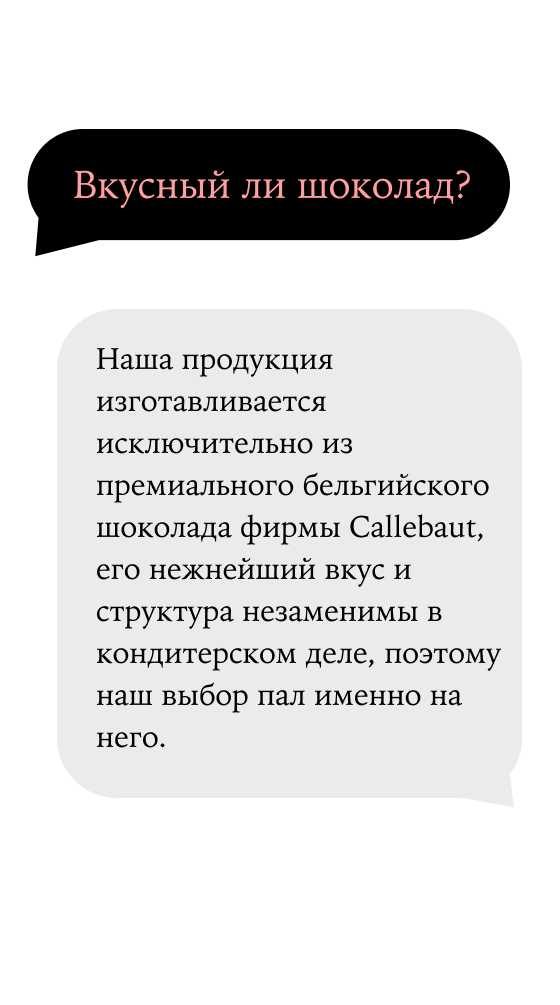 Вкусный ли шоколад?
Наша продукция
изготавливается
исключительно из
премиального бельгийского
шоколада фирмы Callebaut,
его нежнейший вкус и
структура незаменимы в
кондитерском деле, поэтому
наш выбор пал именно на
него.